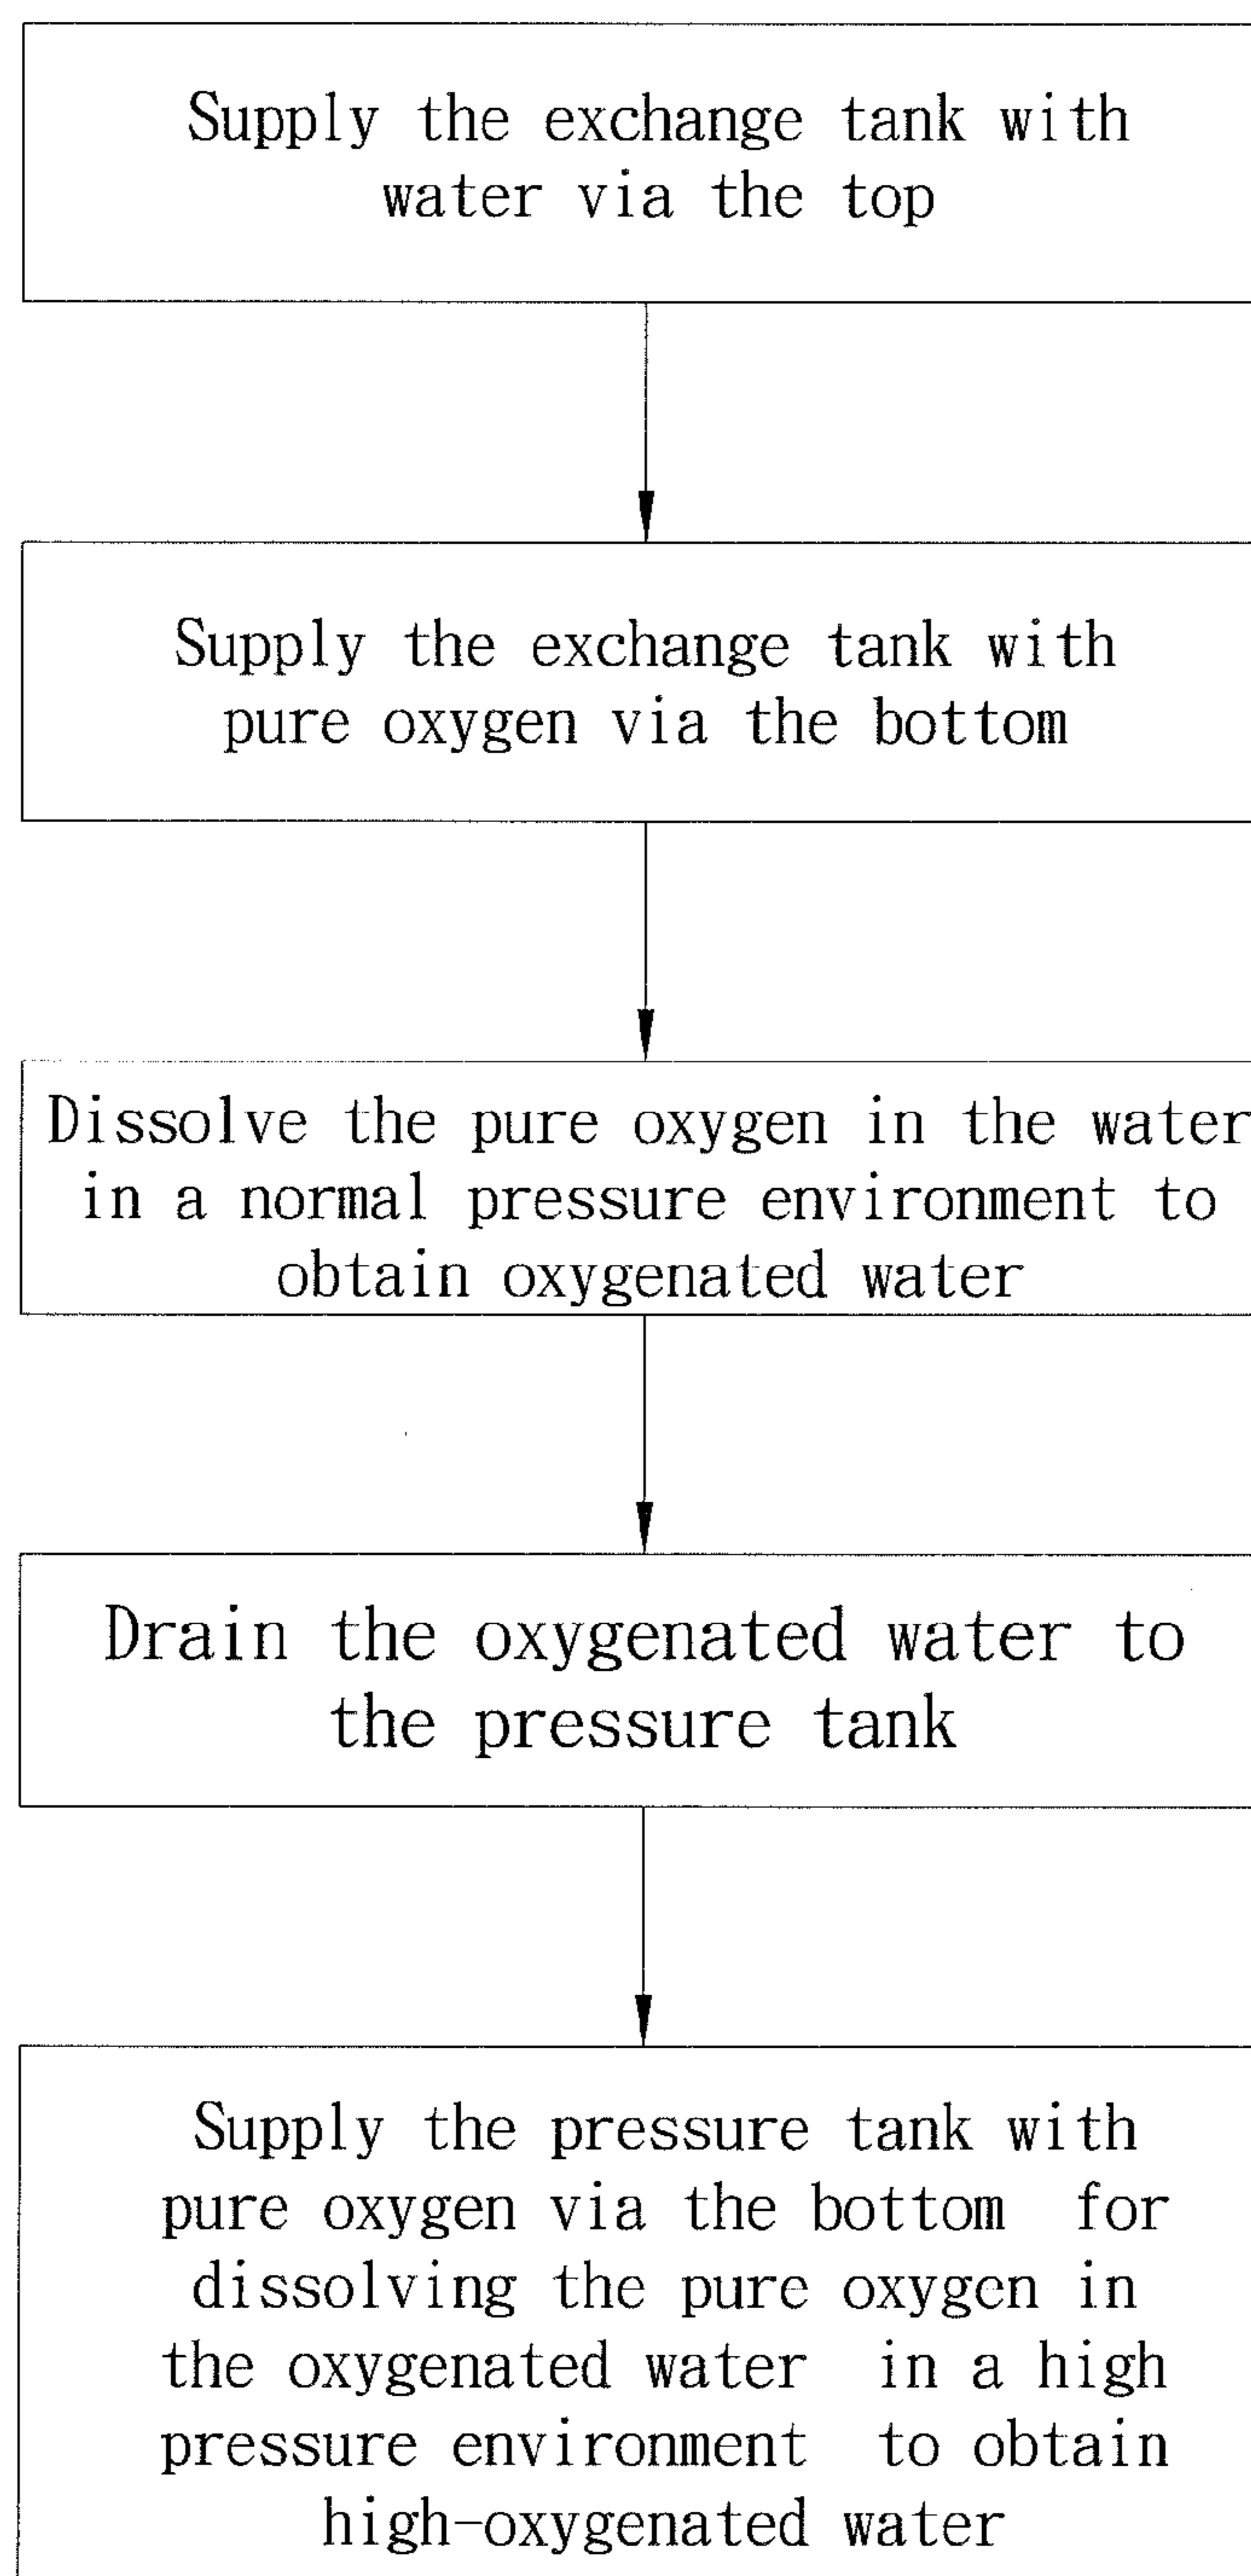 Supply the exchange tank with
water via the top
Supply the exchange tank with
pure oxygen via the bottom
Dissolve the pure oxygen in the water
in a normal pressure environment to
obtain oxygenated water
Drain the oxygenated water to
the pressure tank
Supply the pressure tank with
pure oxygen via the bottom for
dissolving the pure oxygen in
the oxygenated water in a high
pressure environment to obtain
high-oxygenated water